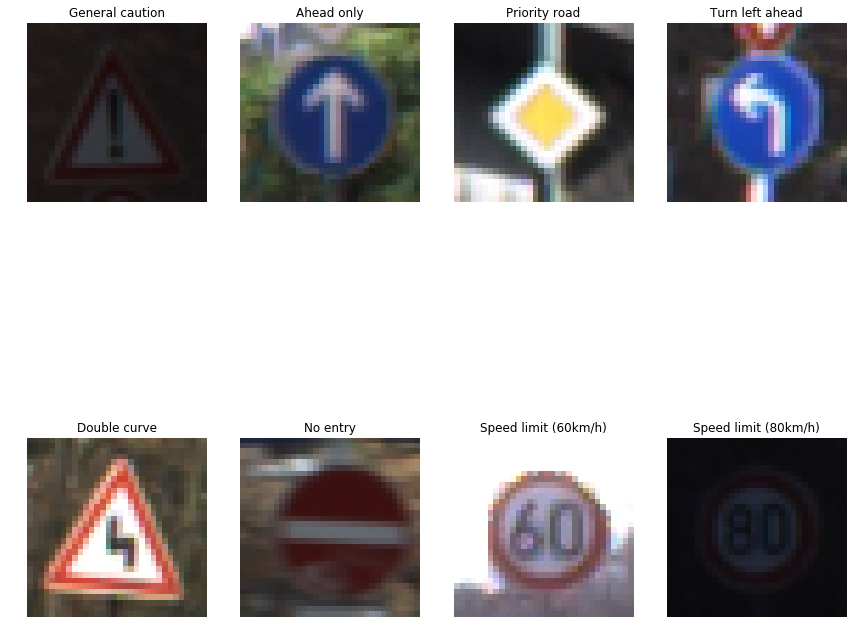 General caution
Ahead only
Priority road
Turn left ahead
Double curve
No entry
Speed limit (60km/h)
Speed limit (80km/h)
60
80